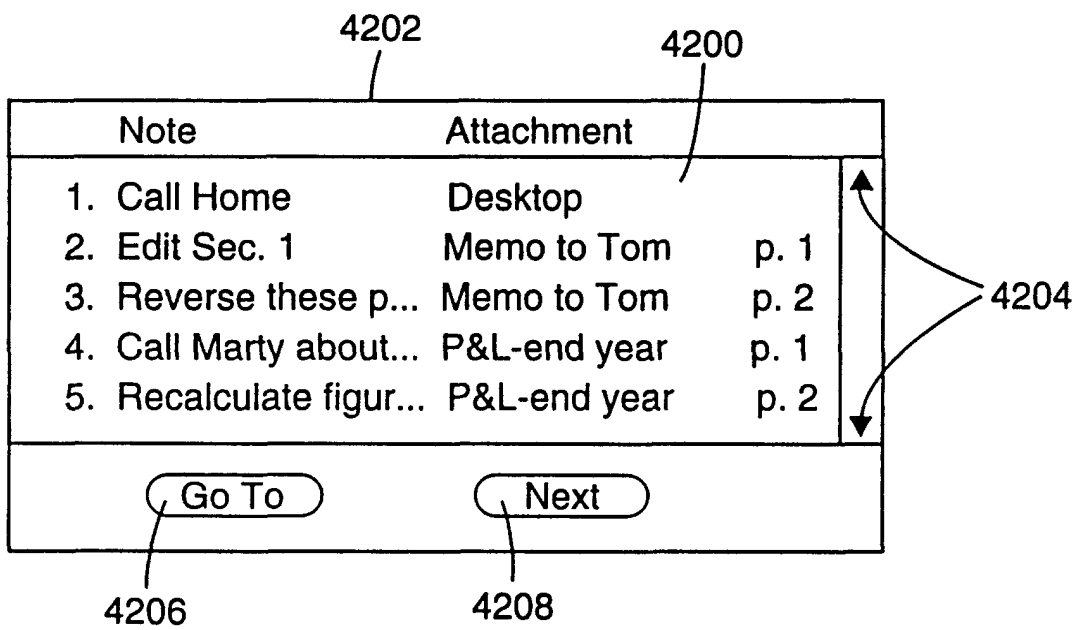 4202
4200
Note Attachment
1. Call Home Desktop
2. Edit Sec. 1 Memo to Tom p. 1
3. Reverse these p... Memo to Tom p. 2
4. Call Marty about... P&L-end year p. 1
5. Recalculate figur... P&L-end year p. 2
4204
Go To Next
4206 4208